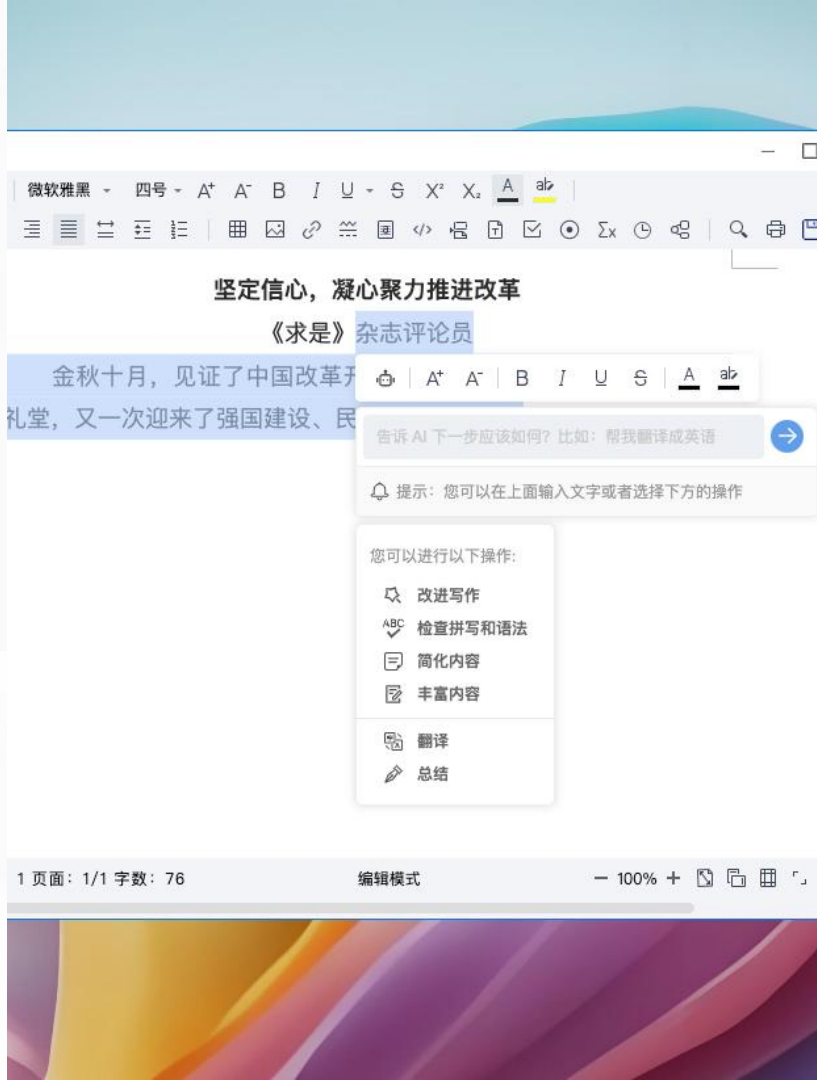 微软雅黑 四号 A⁺ A⁻ B I U S X² X₂ A ab
Σx
坚定信心，凝心聚力推进改革
《求是》杂志评论员
金秋十月，见证了中国改革开
A⁺ A⁻ B I U S A ab
礼堂，又一次迎来了强国建设、民
告诉 AI 下一步应该如何？比如：帮我翻译成英语
提示：您可以在上面输入文字或者选择下方的操作
您可以进行以下操作:
改进写作
ABC 检查拼写和语法
简化内容
丰富内容
翻译
总结
1 页面：1/1 字数：76 编辑模式 100%